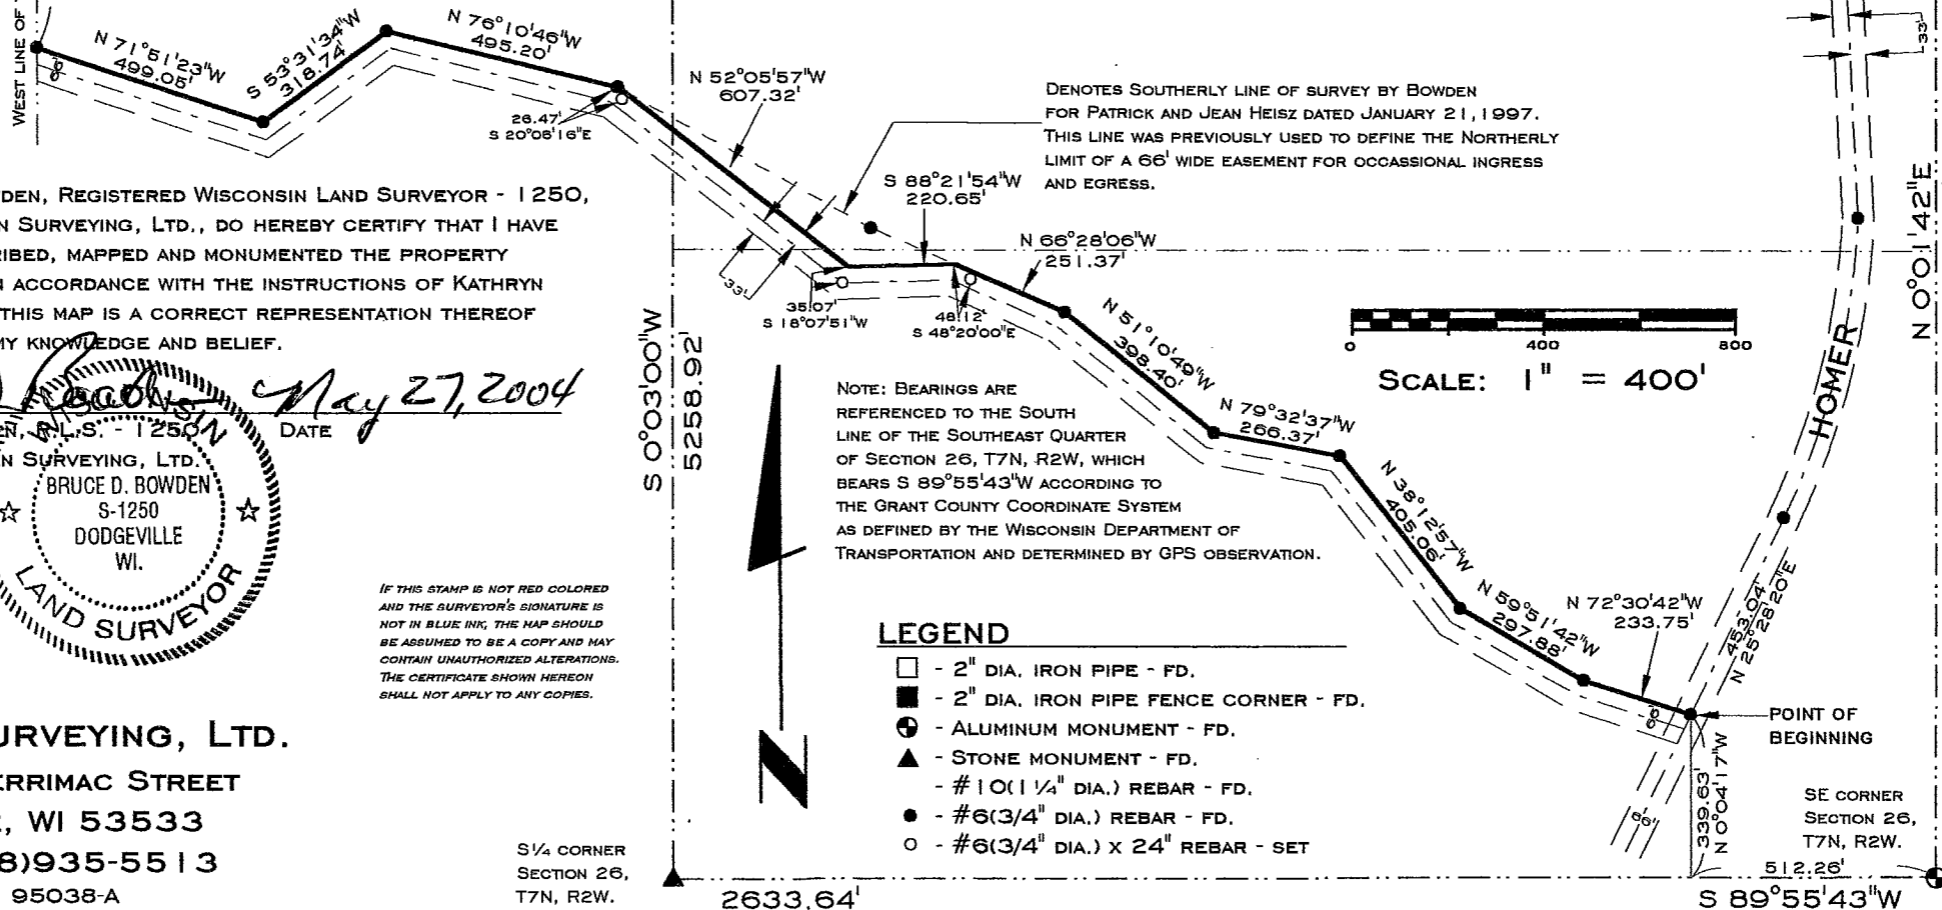 WEST LINE OF
66'
N 71°51'23"W
499.05'
S 53°31'34"W
318.74'
N 76°10'46"W
495.20'
26.47'
S 20°06'16"E
N 52°05'57"W
607.32'
DENOTES SOUTHERLY LINE OF SURVEY BY BOWDEN
FOR PATRICK AND JEAN HEISZ DATED JANUARY 21, 1997.
THIS LINE WAS PREVIOUSLY USED TO DEFINE THE NORTHERLY
LIMIT OF A 66' WIDE EASEMENT FOR OCCASSIONAL INGRESS
AND EGRESS.
33'
S 88°21'54"W
220.65'
N 66°28'06"W
251.37'
33'
35.07'
S 18°07'51"W
48.12'
S 48°20'00"E
DEN, REGISTERED WISCONSIN LAND SURVEYOR - 1250,
N SURVEYING, LTD., DO HEREBY CERTIFY THAT I HAVE
RIBED, MAPPED AND MONUMENTED THE PROPERTY
N ACCORDANCE WITH THE INSTRUCTIONS OF KATHRYN
THIS MAP IS A CORRECT REPRESENTATION THEREOF
MY KNOWLEDGE AND BELIEF.
May 27, 2004
EN, R.L.S. - 1250
DATE
N SURVEYING, LTD.
WISCONSIN
BRUCE D. BOWDEN
S-1250
DODGEVILLE
WI.
LAND SURVEYOR
S 0°03'00"W
5258.92'
N 0°01'42"E
0 400 800
SCALE: 1" = 400'
HOMER
N 51°10'49"W
398.40'
N 79°32'37"W
266.37'
N 38°12'57"W
405.06'
N 59°51'42"W
297.88'
N 72°30'42"W
233.75'
453.04'
N 25°28'20"E
NOTE: BEARINGS ARE
REFERENCED TO THE SOUTH
LINE OF THE SOUTHEAST QUARTER
OF SECTION 26, T7N, R2W, WHICH
BEARS S 89°55'43"W ACCORDING TO
THE GRANT COUNTY COORDINATE SYSTEM
AS DEFINED BY THE WISCONSIN DEPARTMENT OF
TRANSPORTATION AND DETERMINED BY GPS OBSERVATION.
IF THIS STAMP IS NOT RED COLORED
AND THE SURVEYOR'S SIGNATURE IS
NOT IN BLUE INK, THE MAP SHOULD
BE ASSUMED TO BE A COPY AND MAY
CONTAIN UNAUTHORIZED ALTERATIONS.
THE CERTIFICATE SHOWN HEREON
SHALL NOT APPLY TO ANY COPIES.
N
LEGEND
- 2" DIA. IRON PIPE - FD.
- 2" DIA. IRON PIPE FENCE CORNER - FD.
- ALUMINUM MONUMENT - FD.
- STONE MONUMENT - FD.
- #10(1 1/4" DIA.) REBAR - FD.
- #6(3/4" DIA.) REBAR - FD.
- #6(3/4" DIA.) X 24" REBAR - SET
66'
POINT OF
BEGINNING
66'
339.63'
N 0°04'17"W
SE CORNER
SECTION 26,
T7N, R2W.
512.26'
S 89°55'43"W
URVEYING, LTD.
ERRIMAC STREET
, WI 53533
8)935-5513
95038-A
S1/4 CORNER
SECTION 26,
T7N, R2W.
2633.64'